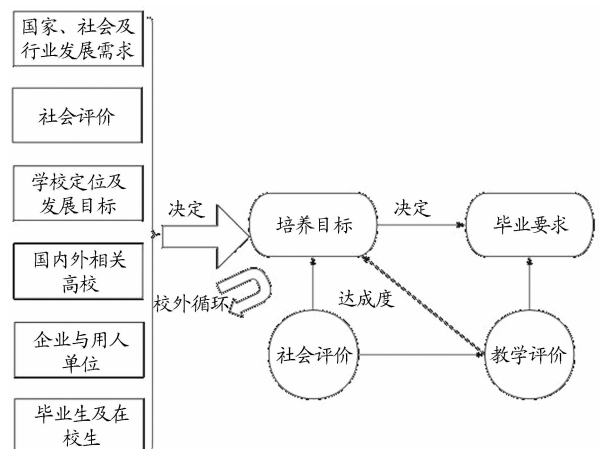 国家、社会及
行业发展需求
社会评价
学校定位及
发展目标
国内外相关
高校
企业与用人
单位
毕业生及在
校生
决定
培养目标
决定
毕业要求
校外循环
达成度
社会评价
教学评价